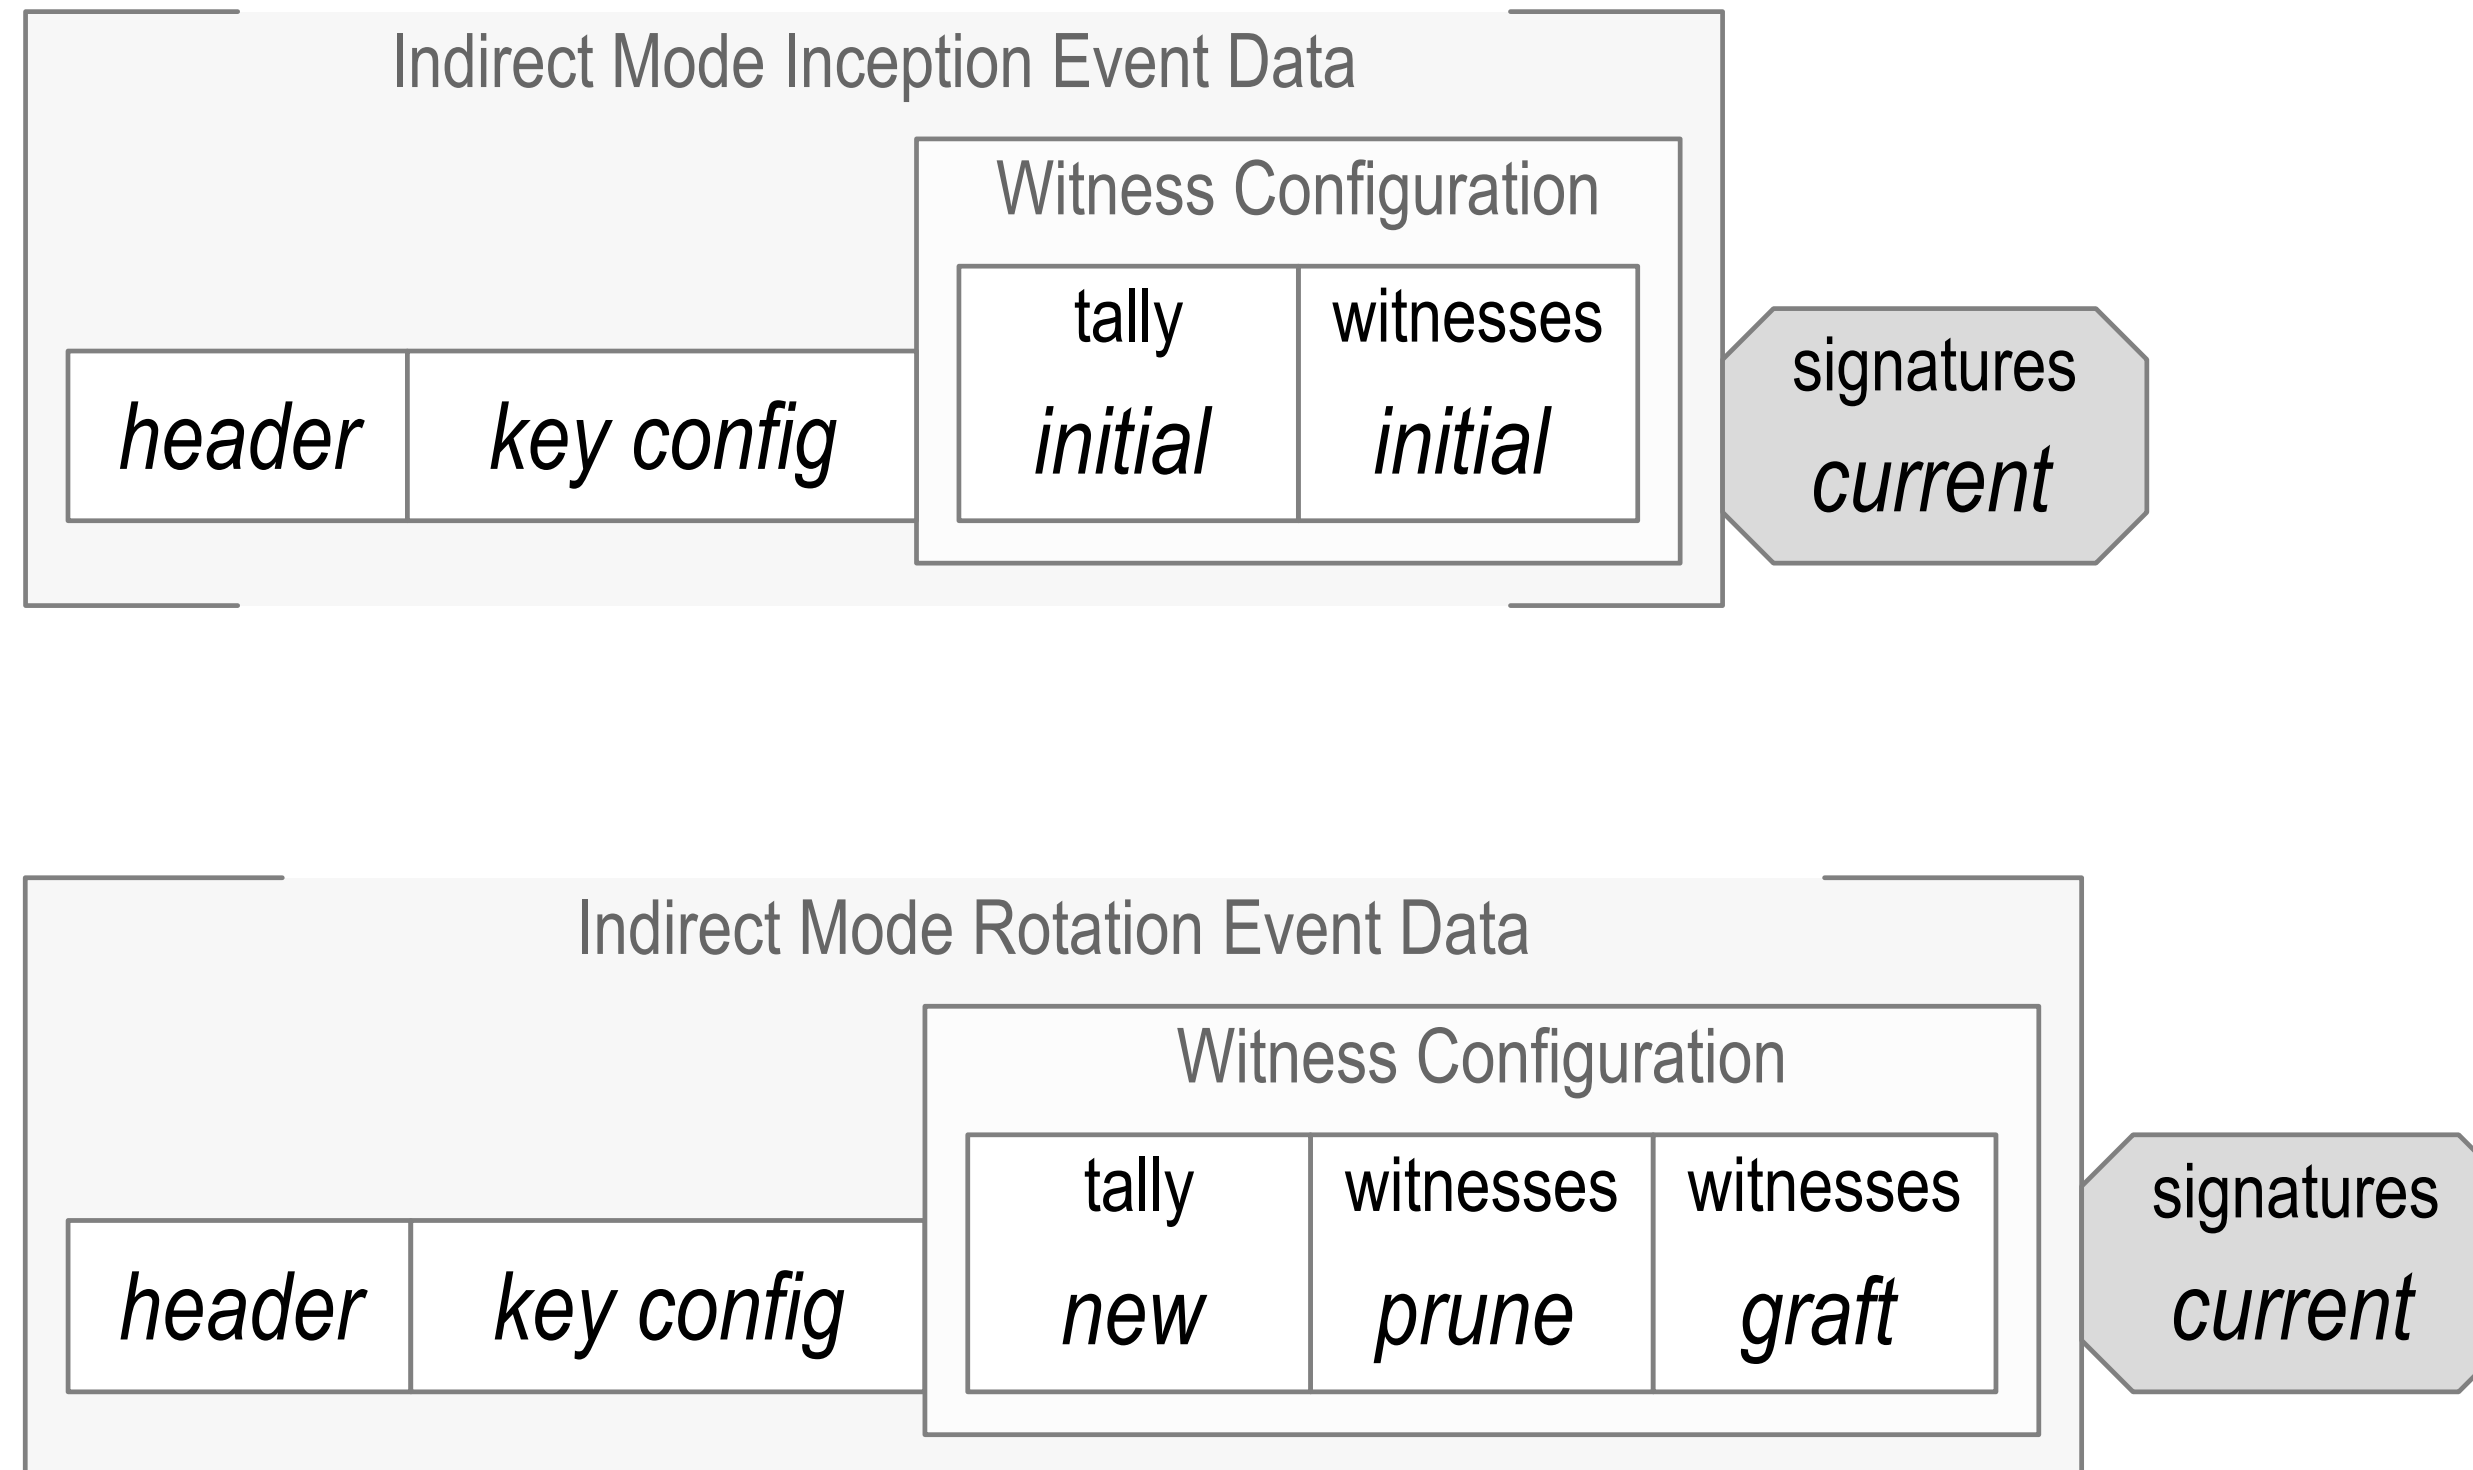 Indirect Mode Inception Event Data
Witness Configuration
tally witnesses
header key config initial initial
signatures
current
Indirect Mode Rotation Event Data
Witness Configuration
tally witnesses witnesses
header key config new prune graft
signatures
current